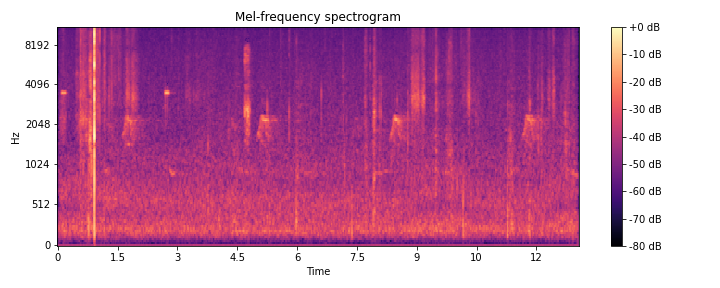 Mel-frequency spectrogram
8192
4096
2048
1024
512
0
Hz
0 1.5 3 4.5 6 7.5 9 10 12
Time
+0 dB
-10 dB
-20 dB
-30 dB
-40 dB
-50 dB
-60 dB
-70 dB
-80 dB